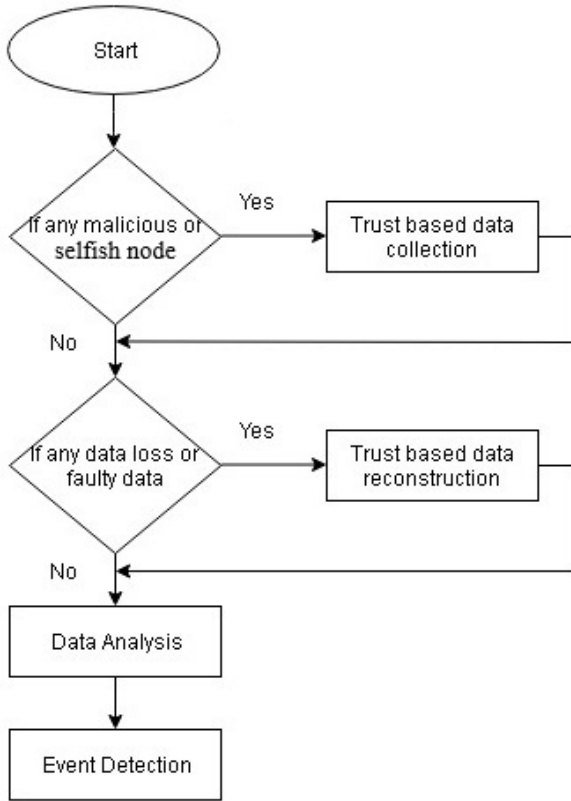 Start
If any malicious or
selfish node
Yes
Trust based data
collection
No
If any data loss or
faulty data
Yes
Trust based data
reconstruction
No
Data Analysis
Event Detection